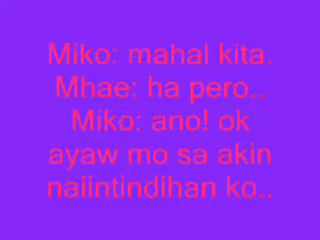 Miko: mahal kita.
Mhae: ha pero..
Miko: ano! ok
ayaw mo sa akin
naiintindihan ko..